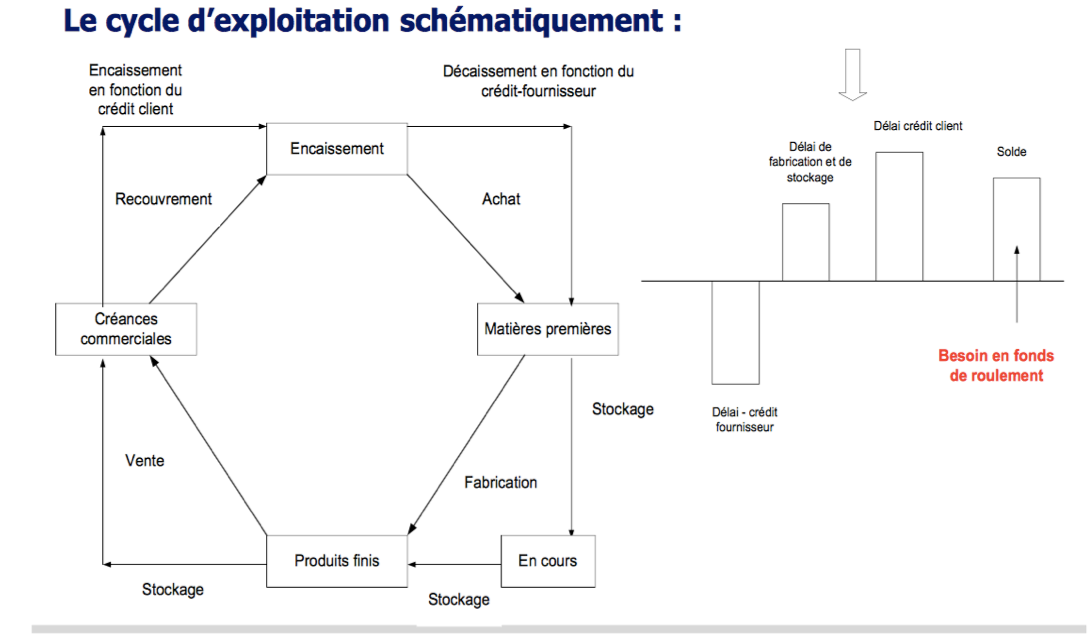 Le cycle d’exploitation schématiquement :
Encaissement
en fonction du
crédit client
Décaissement en fonction du
crédit-fournisseur
Encaissement
Recouvrement
Achat
Créances
commerciales
Matières premières
Stockage
Vente
Fabrication
Produits finis
En cours
Stockage
Stockage
Délai crédit client
Délai de
fabrication et de
stockage
Solde
Besoin en fonds
de roulement
Délai - crédit
fournisseur